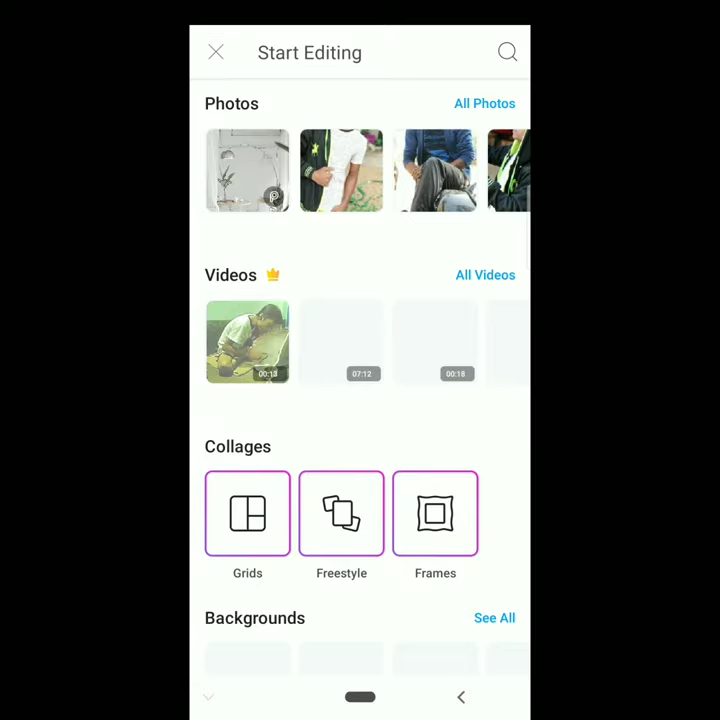 Start Editing
Photos
All Photos
Videos
All Videos
00:13
07:12
00:18
Collages
Grids
Freestyle
Frames
Backgrounds
See All